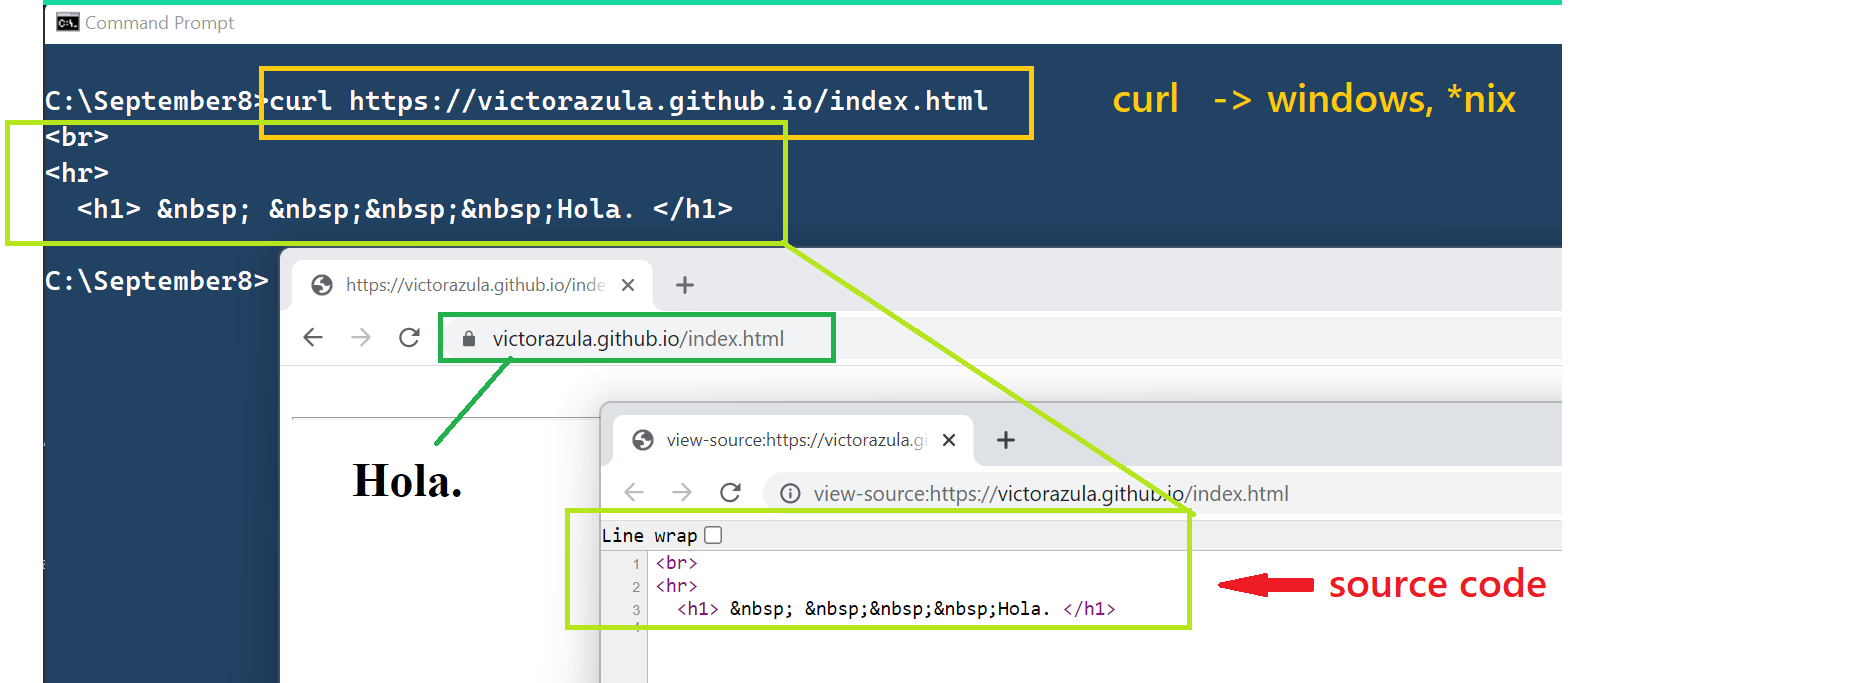 Command Prompt
C:\September8>curl https://victorazula.github.io/index.html
curl -> windows, *nix
<br>
<hr>
<h1> &nbsp; &nbsp;&nbsp;&nbsp;Hola. </h1>
C:\September8>
https://victorazula.github.io/inde
victorazula.github.io/index.html
Hola.
view-source:https://victorazula.gi
view-source:https://victorazula.github.io/index.html
Line wrap
1 <br>
2 <hr>
3 <h1> &nbsp; &nbsp;&nbsp;&nbsp;Hola. </h1>
4
source code